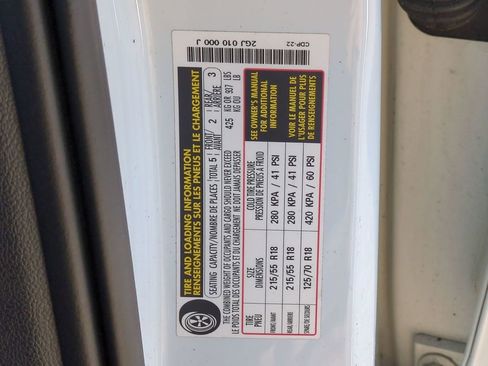 CDP-22 2GJ 010 000 J
TIRE AND LOADING INFORMATION
RENSEIGNEMENTS SUR LES PNEUS ET LE CHARGEMENT
SEATING CAPACITY/NOMBRE DE PLACES TOTAL 5 FRONT/AVANT 2 REAR/ARRIÈRE 3
THE COMBINED WEIGHT OF OCCUPANTS AND CARGO SHOULD NEVER EXCEED
LE POIDS TOTAL DES OCCUPANTS ET DU CHARGEMENT NE DOIT JAMAIS DÉPASSER
425 KG OR 937 LBS
KG OU LB
TIRE
PNEU
SIZE
DIMENSIONS
COLD TIRE PRESSURE
PRESSION DE PNEUS A FROID
FRONT/AVANT 215/55 R18 280 KPA / 41 PSI
REAR/ARRIÈRE 215/55 R18 280 KPA / 41 PSI
125/70 R18 420 KPA / 60 PSI
SEE OWNER'S MANUAL
FOR ADDITIONAL
INFORMATION
VOIR LE MANUEL DE
L'USAGER POUR PLUS
DE RENSEIGNEMENTS